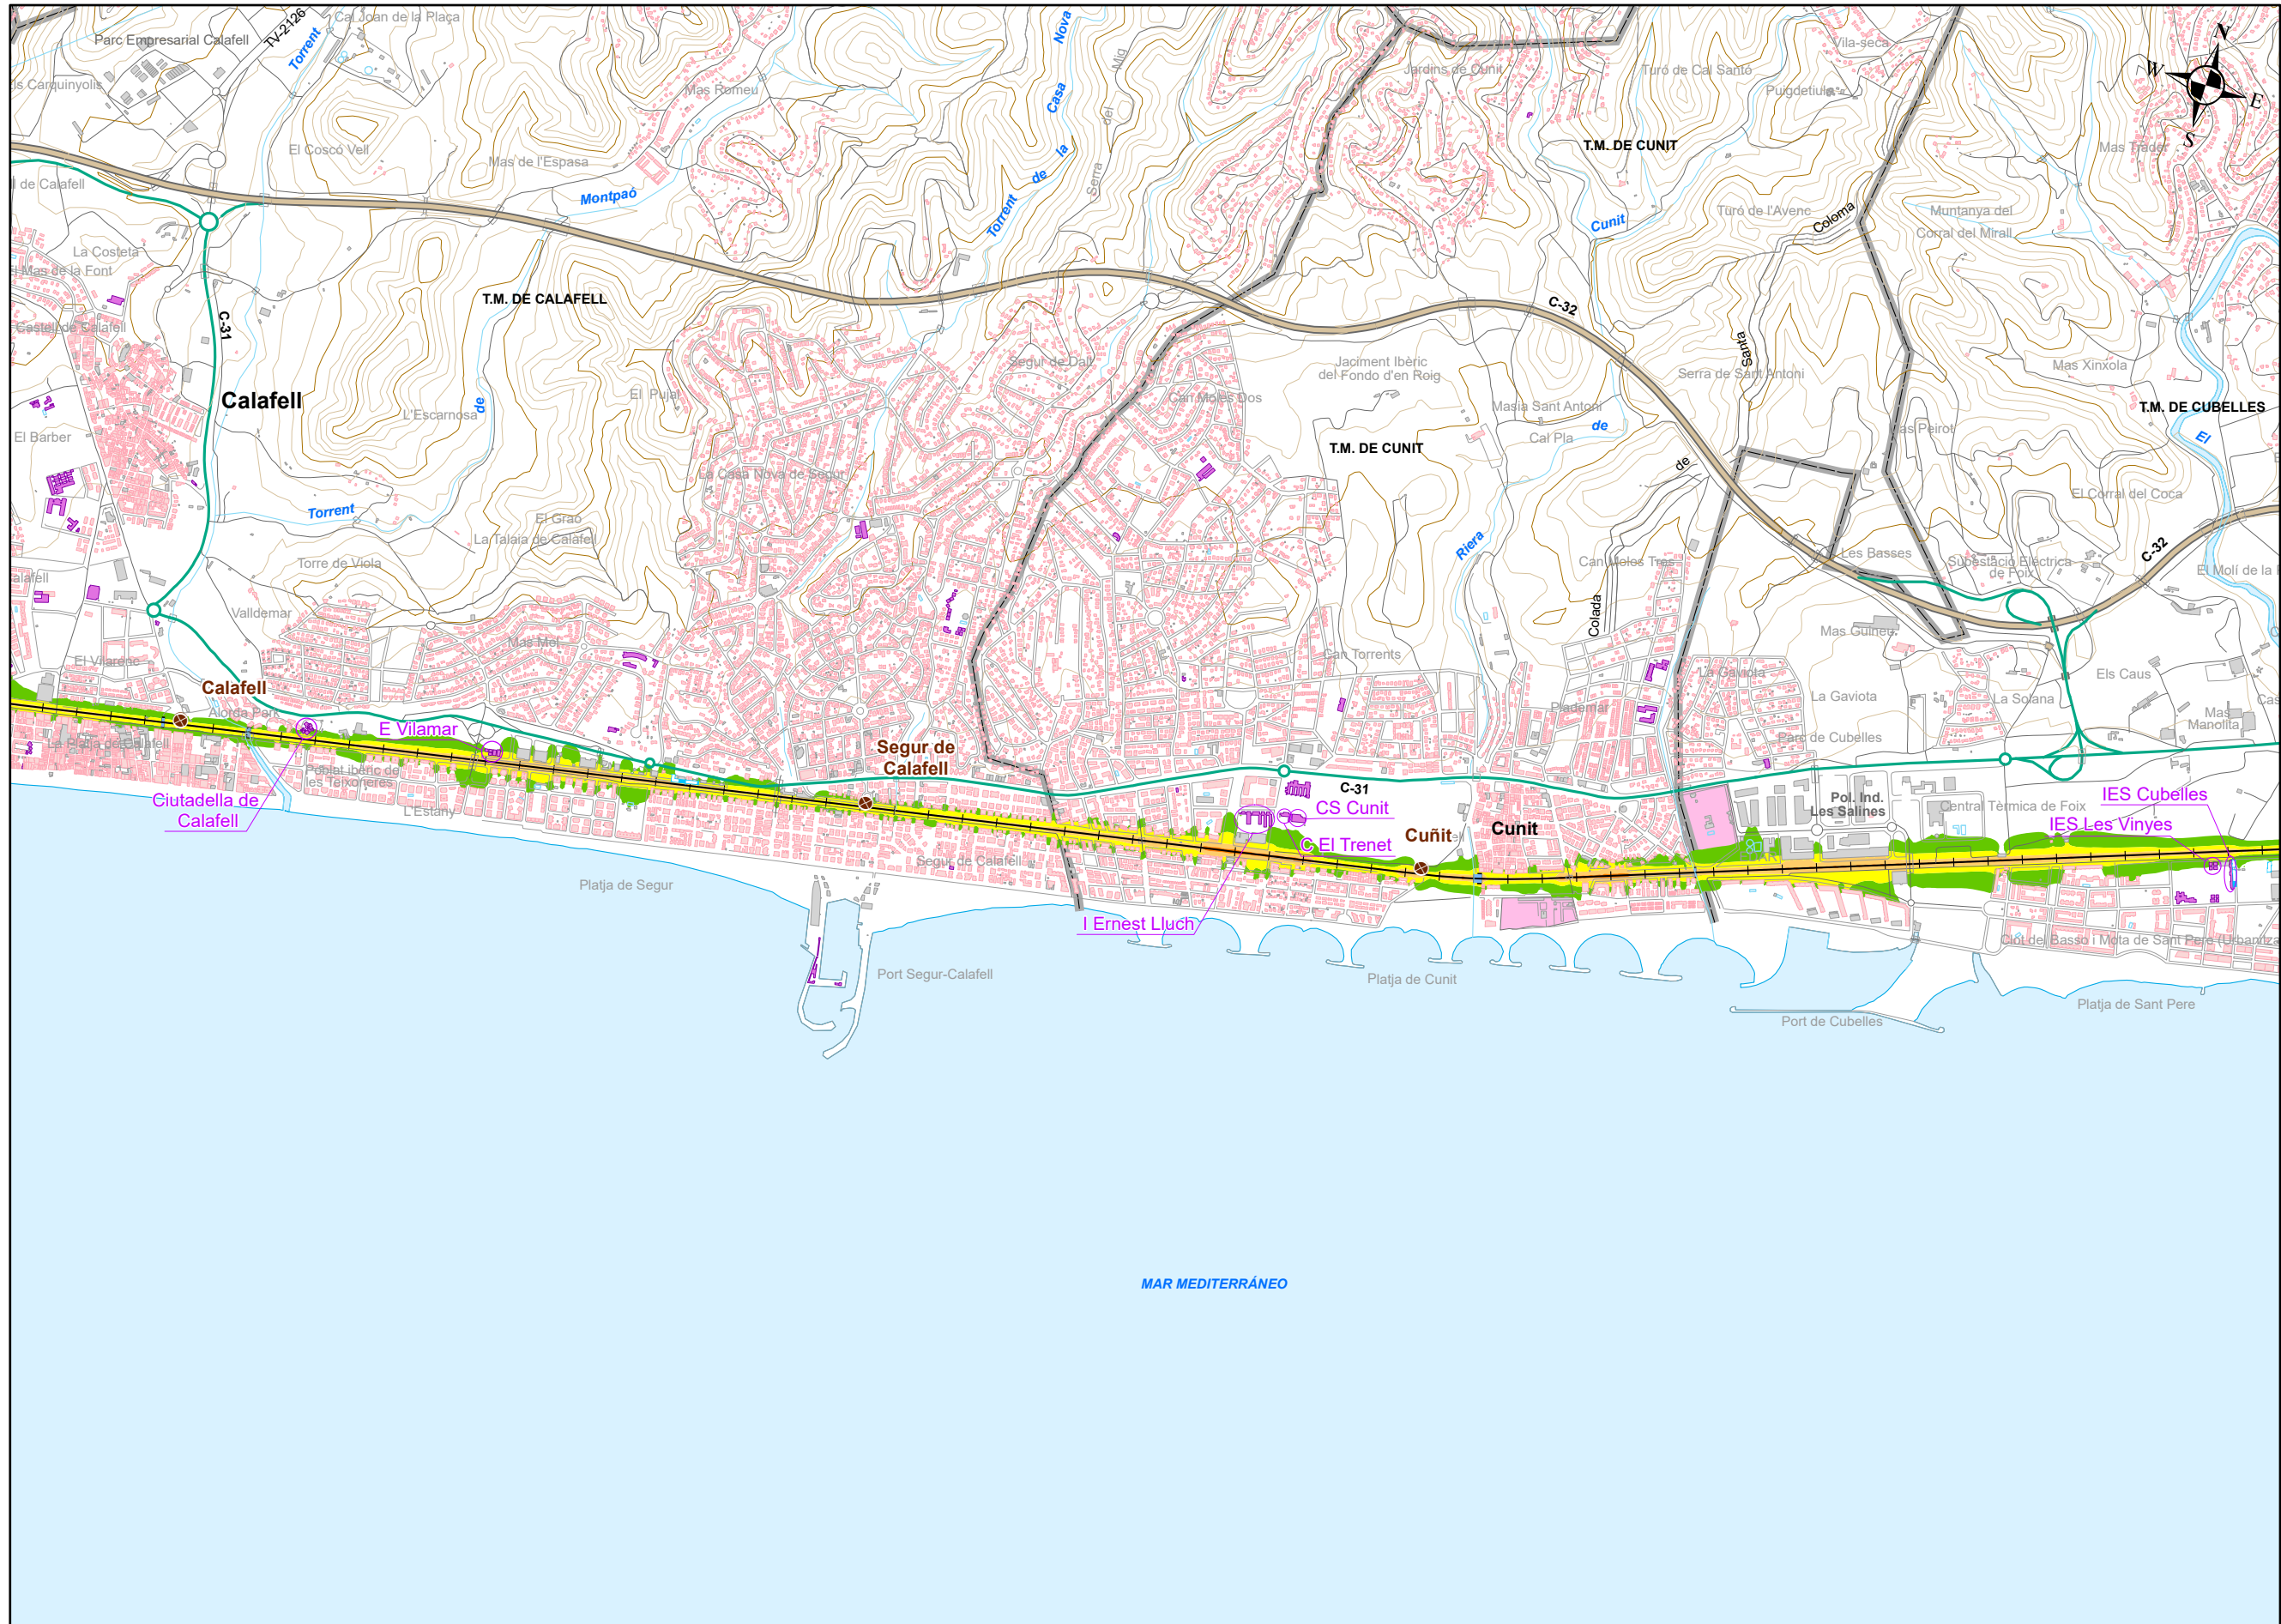 Cal Joan de la Plaça
Parc Empresarial Calafell
TV-2126
Torrent
Nova
Vila-seca
N
W
E
S
Jardins de Cunit
Turó de Cal Santó
Mas Romeu
Mig
Casa
Puigdetiula
El Coscó Vell
Mas de l'Espasa
del
la
de
Serra
T.M. DE CUNIT
Mas Trader
Montpaó
Torrent
Cunit
Turó de l'Avenc
Coloma
Muntanya del
Corral del Mirall
La Costeta
T.M. DE CALAFELL
C-31
C-32
Castell de Calafell
Segur de Dalt
Jaciment Ibèric
del Fondo d'en Roig
Santa
Serra de Sant Antoni
Mas Xinxola
Calafell
L'Escarnosa
de
El Pujal
Can Moles Dos
Masia Sant Antoni
de
Cal Pla
T.M. DE CUBELLES
El
El Barber
T.M. DE CUNIT
La Casa Nova de Segur
de
El Corral del Coca
Torrent
El Grao
La Talaia de Calafell
Riera
C-32
Torre de Viola
Can Moles Tres
Les Basses
Subestació Elèctrica
de Foix
Valldemar
Colada
Mas Mel
Can Torrents
El Vilarenc
La Gaviota
La Gaviota
La Solana
Els Caus
Calafell
Alorda Park
Plademar
Mas
Manolita
E Vilamar
Segur de
Calafell
Parc de Cubelles
La Platja de Calafell
Poblat Ibèric de
les Teixoneres
Ciutadella de
Calafell
L'Estany
C-31
CS Cunit
C El Trenet
Cuñit
Cunit
Pol. Ind.
Les Salines
Central Tèrmica de Foix
IES Cubelles
IES Les Vinyes
Segur de Calafell
Platja de Segur
I Ernest Lluch
Clot del Basso i Mota de Sant Pere
Port Segur-Calafell
Platja de Cunit
Port de Cubelles
Platja de Sant Pere
MAR MEDITERRÁNEO